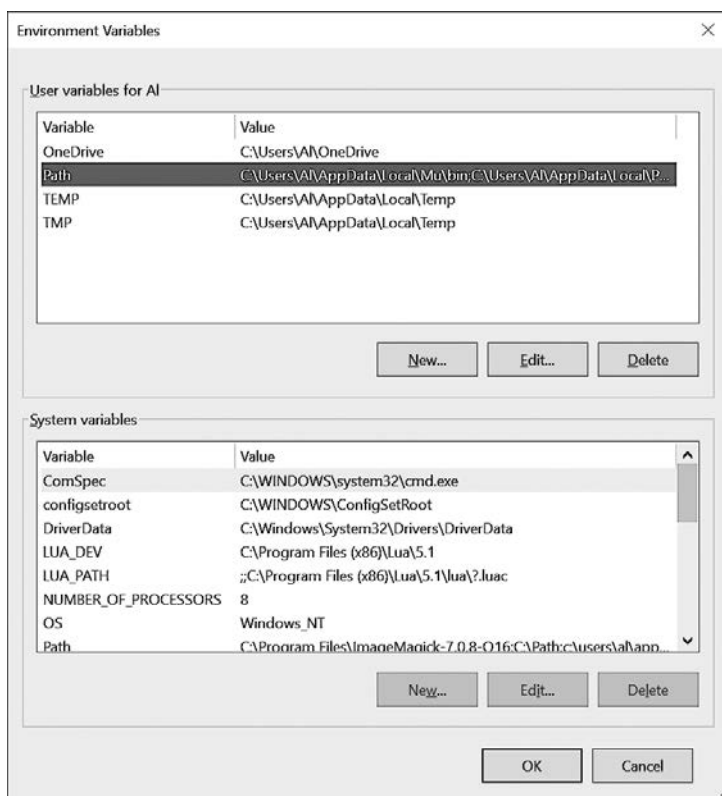 Environment Variables
User variables for Al
Variable Value
OneDrive C:\Users\Al\OneDrive
Path C:\Users\Al\AppData\Local\Mu\bin;C:\Users\Al\AppData\Local\P...
TEMP C:\Users\Al\AppData\Local\Temp
TMP C:\Users\Al\AppData\Local\Temp
New... Edit... Delete
System variables
Variable Value
ComSpec C:\WINDOWS\system32\cmd.exe
configsetroot C:\WINDOWS\ConfigSetRoot
DriverData C:\Windows\System32\Drivers\DriverData
LUA_DEV C:\Program Files (x86)\Lua\5.1
LUA_PATH ;;C:\Program Files (x86)\Lua\5.1\lua\?.luac
NUMBER_OF_PROCESSORS 8
OS Windows_NT
Path C:\Program Files\ImageMagick-7.0.8-Q16;C:\Path;c:\users\al\app...
New... Edit... Delete
OK Cancel